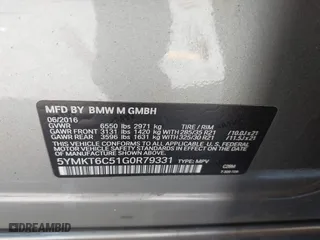 MFD BY BMW M GMBH
06/2016
GVWR 6550 lbs 2971 kg TIRE / RIM
GAWR FRONT 3131 lbs 1420 kg WITH 285/35 R21 /10.0J x 21
GAWR REAR 3596 lbs 1631 kg WITH 325/30 R21 /11.5J x 21
THIS VEHICLE CONFORMS TO ALL APPLICABLE FEDERAL
MOTOR VEHICLE SAFETY STANDARDS IN EFFECT ON
THE DATE OF MANUFACTURE SHOWN ABOVE.
5YMKT6C51G0R79331 TYPE: MPV
DREAMBID